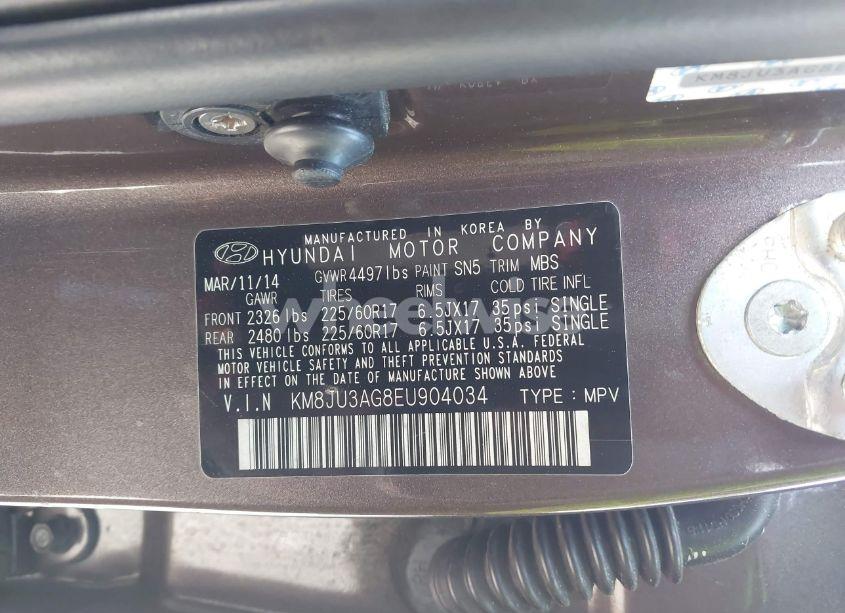 KM8JU3AG8E
MANUFACTURED IN KOREA BY
HYUNDAI MOTOR COMPANY
MAR/11/14 GVWR 4497lbs PAINT SN5 TRIM MBS
GAWR TIRES RIMS COLD TIRE INFL
FRONT 2326lbs 225/60R17 6.5JX17 35psi SINGLE
REAR 2480lbs 225/60R17 6.5JX17 35psi SINGLE
THIS VEHICLE CONFORMS TO ALL APPLICABLE U.S.A. FEDERAL
MOTOR VEHICLE SAFETY AND THEFT PREVENTION STANDARDS
IN EFFECT ON THE DATE OF MANUFACTURE SHOWN ABOVE
V.I.N KM8JU3AG8EU904034 TYPE : MPV
GHC